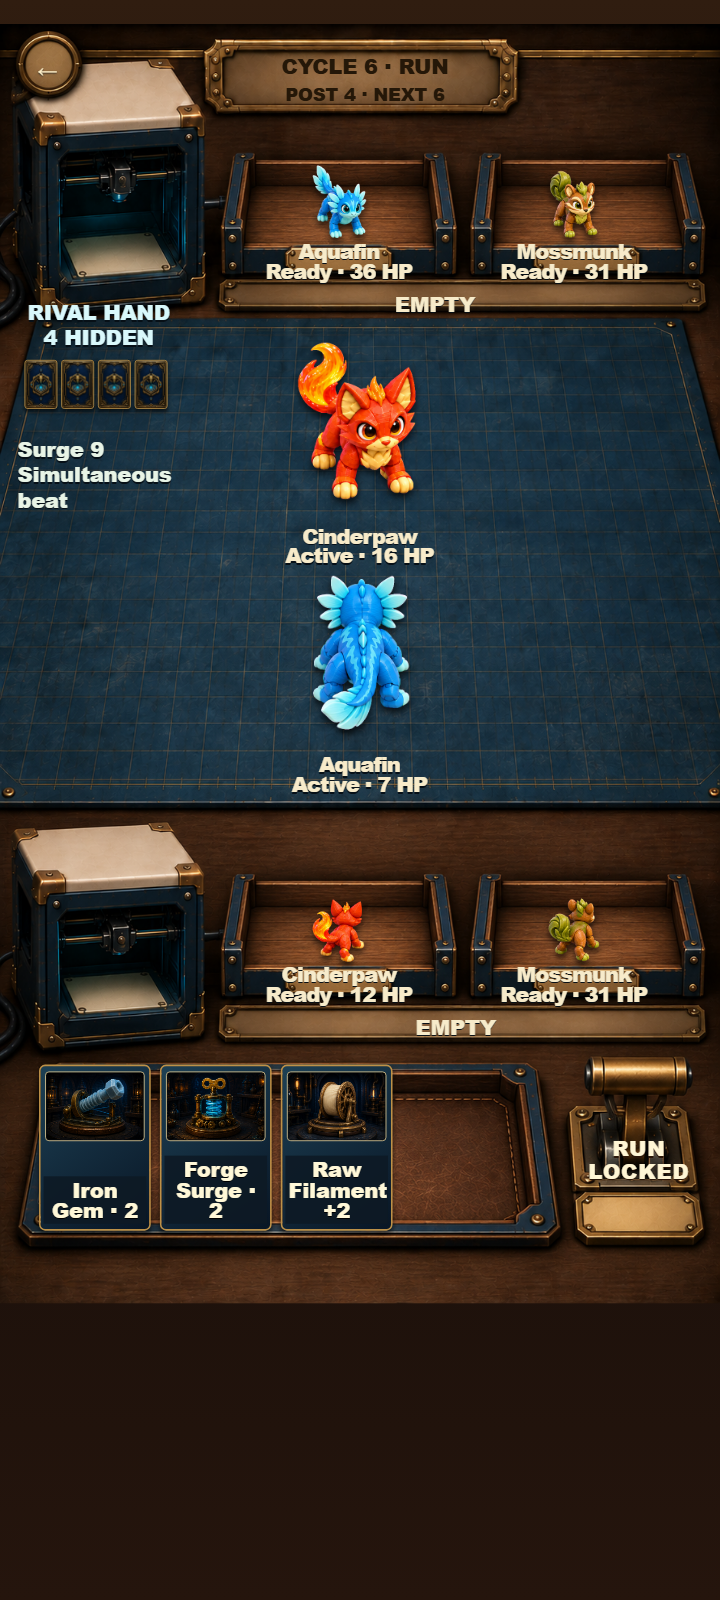 ←
CYCLE 6 · RUN
POST 4 · NEXT 6
Aquafin
Ready · 36 HP
Mossmunk
Ready · 31 HP
EMPTY
RIVAL HAND
4 HIDDEN
Surge 9
Simultaneous
beat
Cinderpaw
Active · 16 HP
Aquafin
Active · 7 HP
Cinderpaw
Ready · 12 HP
Mossmunk
Ready · 31 HP
EMPTY
Iron
Gem · 2
Forge
Surge ·
2
Raw
Filament
+2
RUN
LOCKED